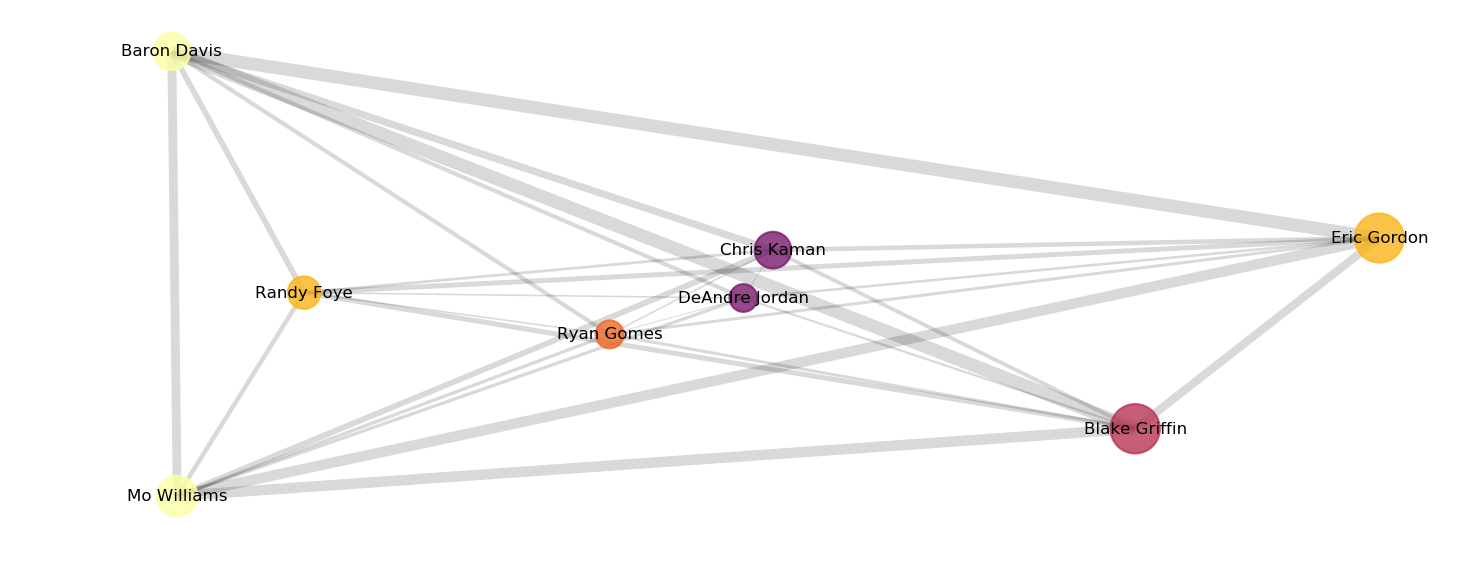 Baron Davis
Eric Gordon
Chris Kaman
Randy Foye
DeAndre Jordan
Ryan Gomes
Blake Griffin
Mo Williams